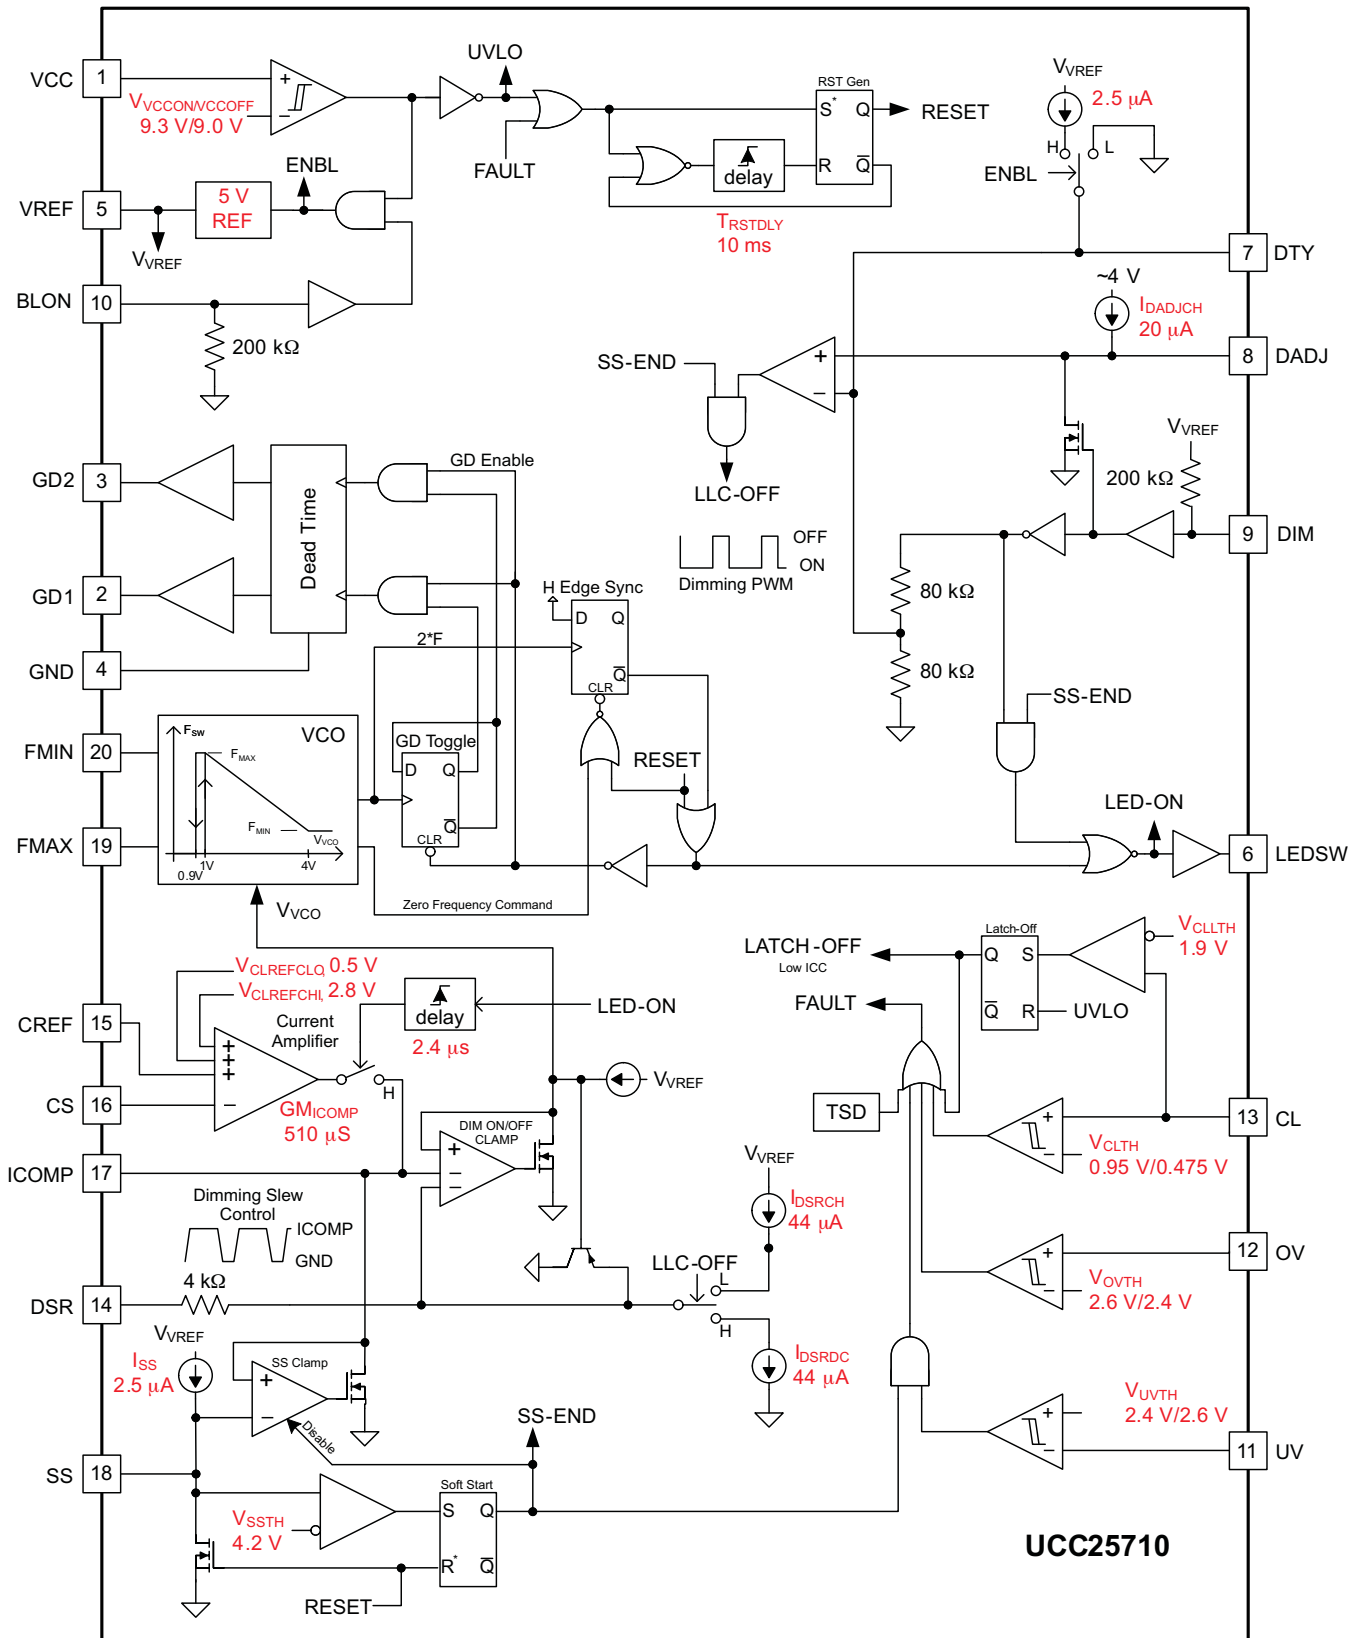 VCC
1
VVCCON/VCCOFF
9.3 V/9.0 V
+
−
UVLO
FAULT
RST Gen
S*
Q
RESET
R
Q
delay
TRSTDLY
10 ms
VVREF
2.5 μA
H
L
ENBL
ENBL
VREF
5
5 V
REF
VVREF
7
DTY
BLON
10
200 kΩ
~4 V
IDADJCH
20 μA
8
DADJ
SS-END
+
−
LLC-OFF
VVREF
200 kΩ
9
DIM
OFF
ON
Dimming PWM
80 kΩ
80 kΩ
GD2
3
Dead Time
GD Enable
GD1
2
GND
4
H
Edge Sync
D
Q
Q
CLR
2*F
SS-END
FMIN
20
VCO
FSW
FMAX
FMIN
VVCO
0.9V
1V
4V
FMAX
19
GD Toggle
D
Q
Q
CLR
RESET
LED-ON
6
LEDSW
Zero Frequency Command
VVCO
VCLREFCLO, 0.5 V
VCLREFCHI, 2.8 V
CREF
15
Current
Amplifier
+
+
+
−
CS
16
GMICOMP
510 μS
H
delay
2.4 μs
LED-ON
LATCH-OFF
Low ICC
Latch-Off
Q
S
Q
R
UVLO
VCLLTH
1.9 V
FAULT
TSD
VVREF
13
CL
+
−
VCLTH
0.95 V/0.475 V
ICOMP
17
DIM ON/OFF
CLAMP
+
−
VVREF
IDSRCH
44 μA
Dimming Slew
Control
ICOMP
GND
LLC-OFF
L
H
12
OV
+
−
VOVTH
2.6 V/2.4 V
DSR
14
4 kΩ
IDSRDC
44 μA
VVREF
ISS
2.5 μA
SS Clamp
+
−
Disable
SS-END
VUVTH
2.4 V/2.6 V
+
−
11
UV
SS
18
VSSTH
4.2 V
Soft Start
S
Q
R*
Q
RESET
UCC25710